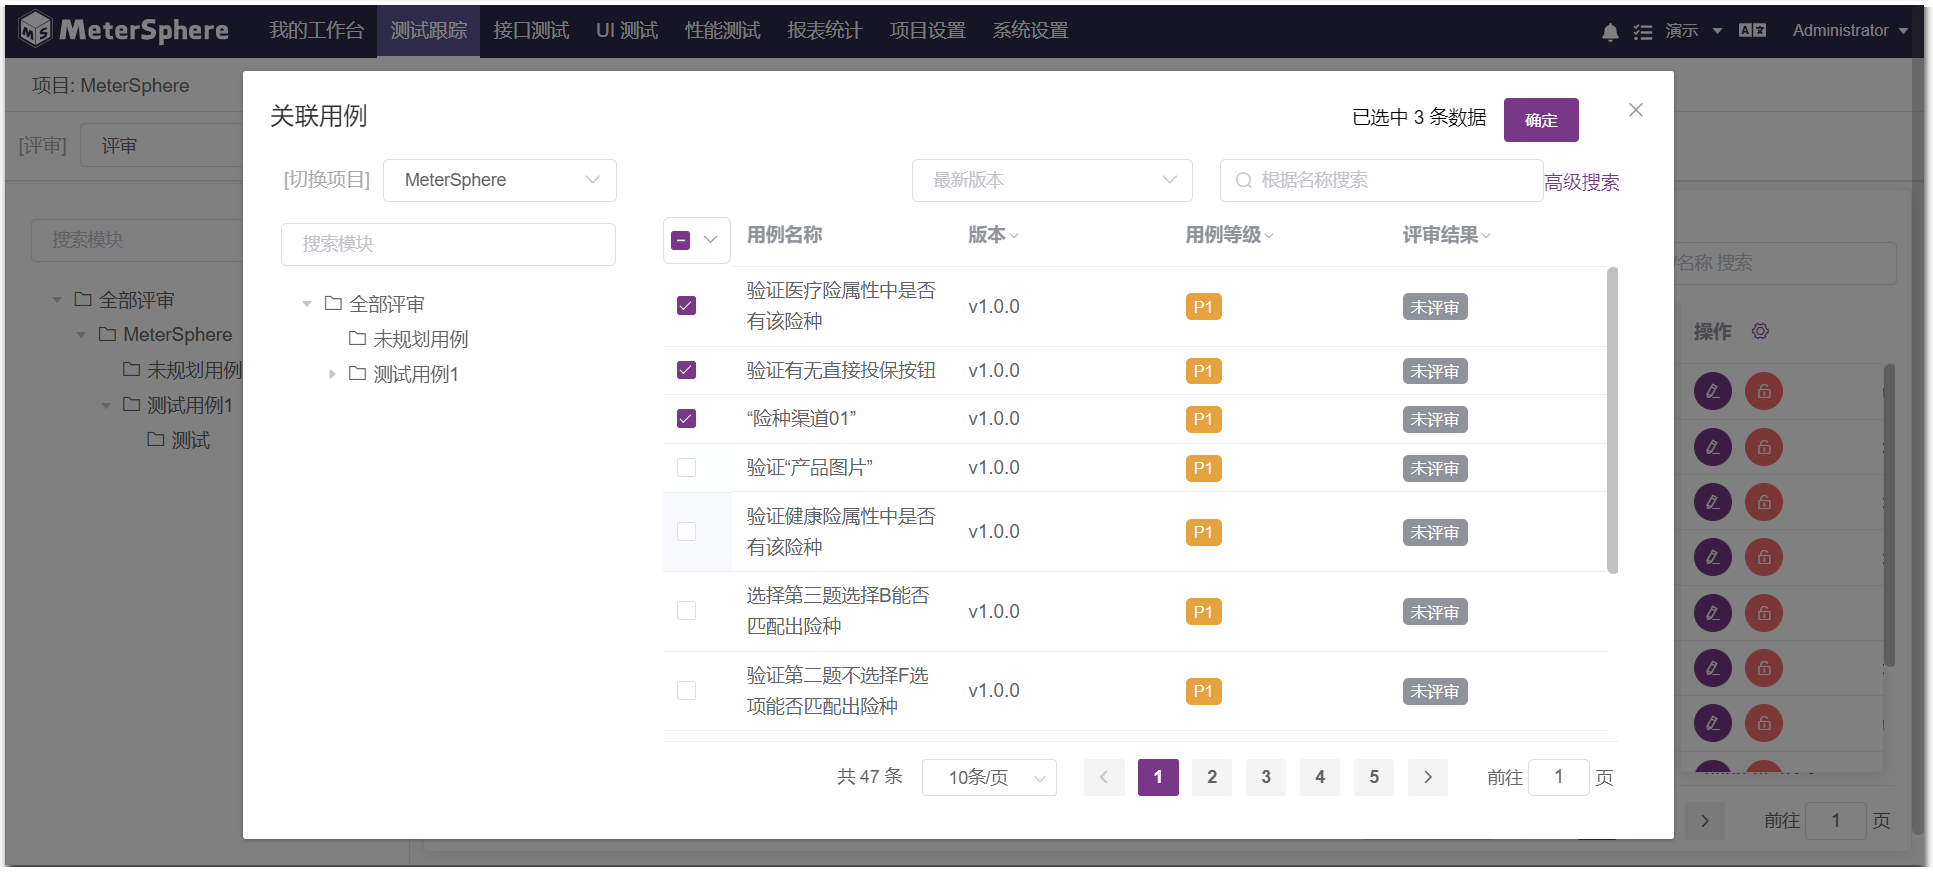 MeterSphere 我的工作台 测试跟踪 接口测试 UI 测试 性能测试 报表统计 项目设置 系统设置 演示 Administrator
项目: MeterSphere
[评审] 评审
搜索模块
全部评审
MeterSphere
未规划用例
测试用例1
测试
关联用例
已选中 3 条数据 确定
[切换项目] MeterSphere 最新版本 根据名称搜索 高级搜索
搜索模块
全部评审
未规划用例
测试用例1
用例名称 版本 用例等级 评审结果
验证医疗险属性中是否
有该险种 v1.0.0 P1 未评审
验证有无直接投保按钮 v1.0.0 P1 未评审
“险种渠道01” v1.0.0 P1 未评审
验证“产品图片” v1.0.0 P1 未评审
验证健康险属性中是否
有该险种 v1.0.0 P1 未评审
选择第三题选择B能否
匹配出险种 v1.0.0 P1 未评审
验证第二题不选择F选
项能否匹配出险种 v1.0.0 P1 未评审
共 47 条 10条/页 1 2 3 4 5 前往 1 页
/名称 搜索
操作
前往 1 页